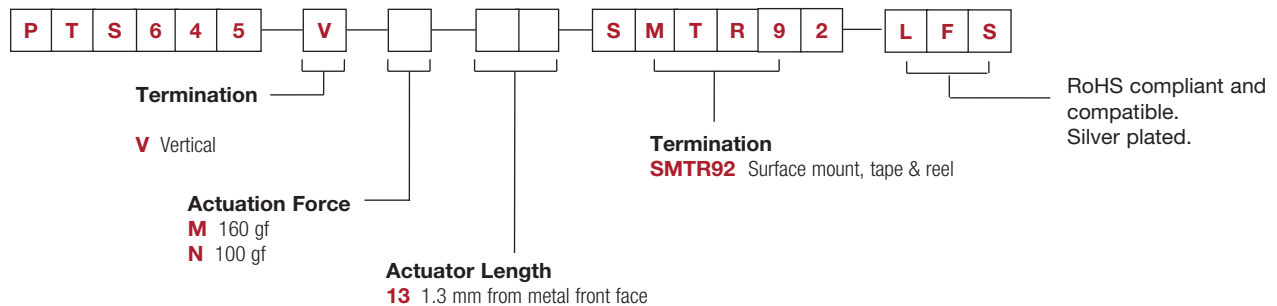 P T S 6 4 5 V S M T R 9 2 L F S
Termination
V Vertical
Actuation Force
M 160 gf
N 100 gf
Actuator Length
13 1.3 mm from metal front face
Termination
SMTR92 Surface mount, tape & reel
RoHS compliant and
compatible.
Silver plated.